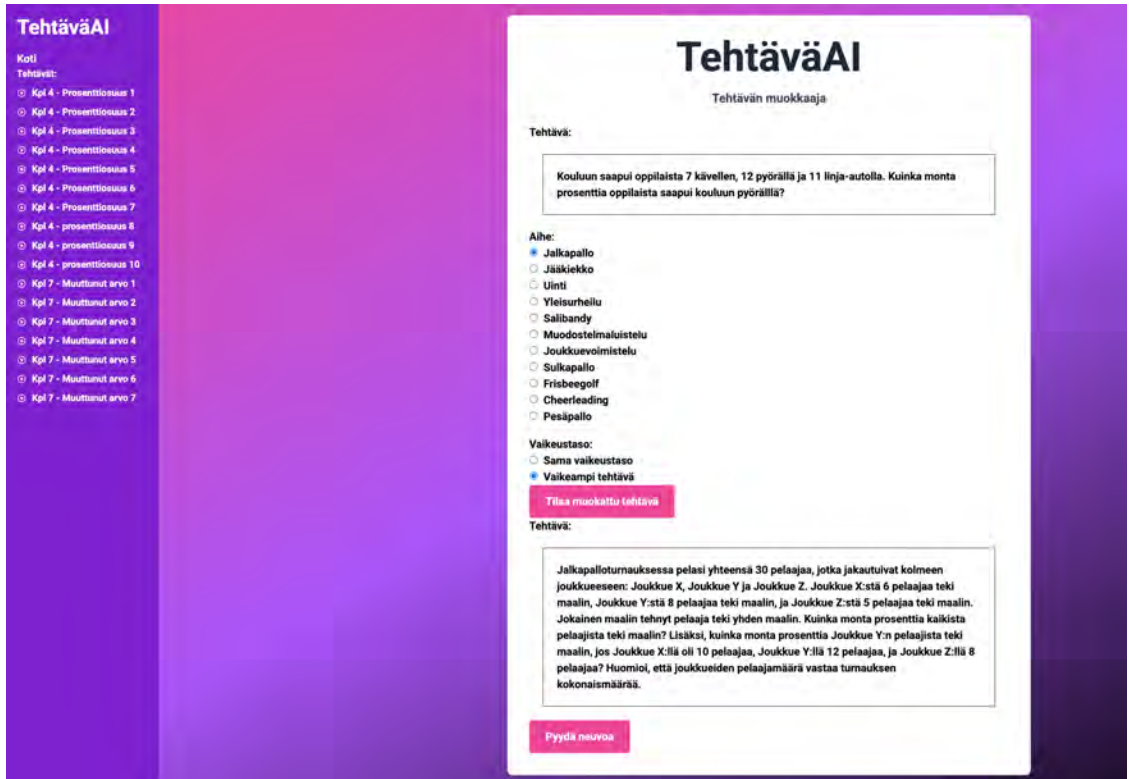 TehtäväAI
Koti
Tehtävät:
Kpl 4 - Prosenttiosuus 1
Kpl 4 - Prosenttiosuus 2
Kpl 4 - Prosenttiosuus 3
Kpl 4 - Prosenttiosuus 4
Kpl 4 - Prosenttiosuus 5
Kpl 4 - Prosenttiosuus 6
Kpl 4 - Prosenttiosuus 7
Kpl 4 - prosenttiosuus 8
Kpl 4 - prosenttiosuus 9
Kpl 4 - prosenttiosuus 10
Kpl 7 - Muuttunut arvo 1
Kpl 7 - Muuttunut arvo 2
Kpl 7 - Muuttunut arvo 3
Kpl 7 - Muuttunut arvo 4
Kpl 7 - Muuttunut arvo 5
Kpl 7 - Muuttunut arvo 6
Kpl 7 - Muuttunut arvo 7
TehtäväAI
Tehtävän muokkaaja
Tehtävä:
Kouluun saapui oppilaista 7 kävellen, 12 pyörällä ja 11 linja-autolla. Kuinka monta
prosenttia oppilaista saapui kouluun pyörälllä?
Aihe:
Jalkapallo
Jääkiekko
Uinti
Yleisurheilu
Salibandy
Muodostelmaluistelu
Joukkuevoimistelu
Sulkapallo
Frisbeegolf
Cheerleading
Pesäpallo
Vaikeustaso:
Sama vaikeustaso
Vaikeampi tehtävä
Tilaa muokattu tehtävä
Tehtävä:
Jalkapalloturnauksessa pelasi yhteensä 30 pelaajaa, jotka jakautuivat kolmeen
joukkueeseen: Joukkue X, Joukkue Y ja Joukkue Z. Joukkue X:stä 6 pelaajaa teki
maalin, Joukkue Y:stä 8 pelaajaa teki maalin, ja Joukkue Z:stä 5 pelaajaa teki maalin.
Jokainen maalin tehnyt pelaaja teki yhden maalin. Kuinka monta prosenttia kaikista
pelaajista teki maalin? Lisäksi, kuinka monta prosenttia Joukkue Y:n pelaajista teki
maalin, jos Joukkue X:llä oli 10 pelaajaa, Joukkue Y:llä 12 pelaajaa, ja Joukkue Z:llä 8
pelaajaa? Huomioi, että joukkueiden pelaajamäärä vastaa turnauksen
kokonaismäärää.
Pyydä neuvoa